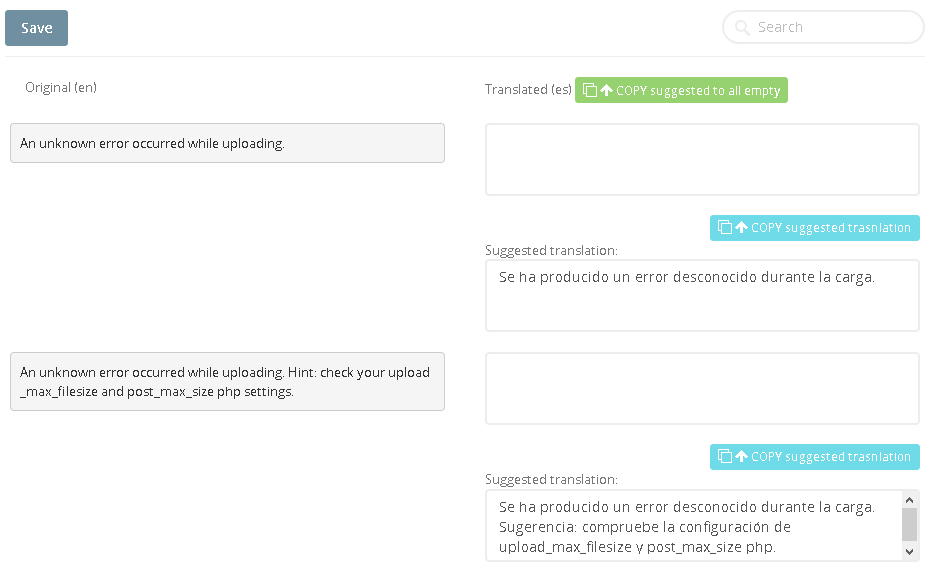 Save
Search
Original (en)
Translated (es)
COPY suggested to all empty
An unknown error occurred while uploading.
COPY suggested trasnlation
Suggested translation:
Se ha producido un error desconocido durante la carga.
An unknown error occurred while uploading. Hint: check your upload
_max_filesize and post_max_size php settings.
COPY suggested trasnlation
Suggested translation:
Se ha producido un error desconocido durante la carga.
Sugerencia: compruebe la configuración de
upload_max_filesize y post_max_size php.